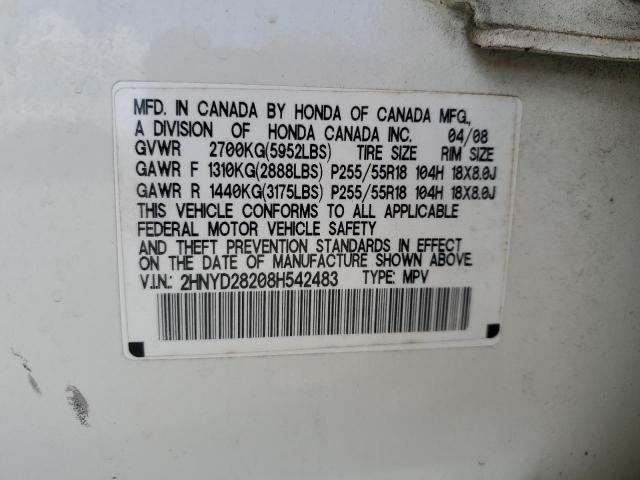 MFD. IN CANADA BY HONDA OF CANADA MFG.,
A DIVISION OF HONDA CANADA INC. 04/08
GVWR 2700KG(5952LBS) TIRE SIZE RIM SIZE
GAWR F 1310KG(2888LBS) P255/55R18 104H 18X8.0J
GAWR R 1440KG(3175LBS) P255/55R18 104H 18X8.0J
THIS VEHICLE CONFORMS TO ALL APPLICABLE
FEDERAL MOTOR VEHICLE SAFETY
AND THEFT PREVENTION STANDARDS IN EFFECT
ON THE DATE OF MANUFACTURE SHOWN ABOVE.
V.I.N.: 2HNYD28208H542483 TYPE: MPV